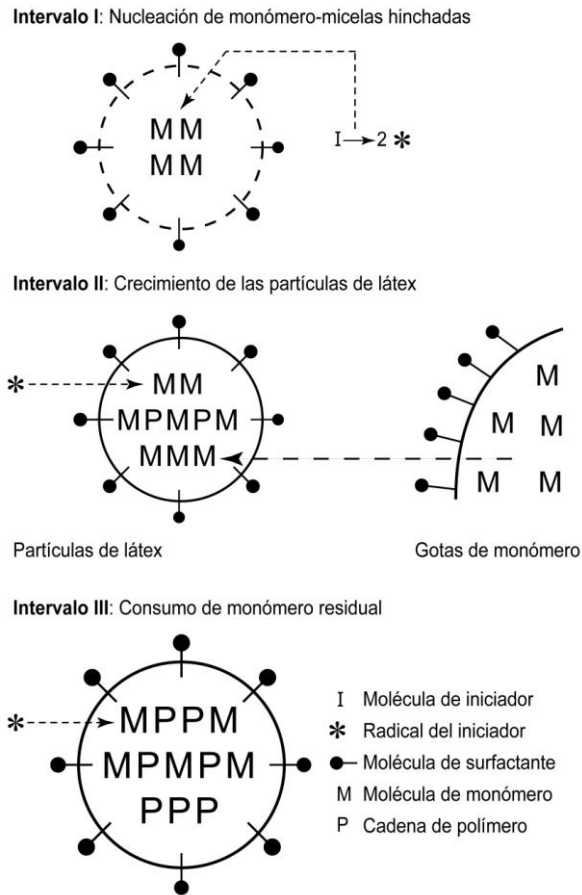 Intervalo I: Nucleación de monómero-micelas hinchadas
MM
MM
I→2 *
Intervalo II: Crecimiento de las partículas de látex
*
MM
MPMPM
MMM
M
M M
M M
Partículas de látex
Gotas de monómero
Intervalo III: Consumo de monómero residual
*
MPPM
MPMPM
PPP
I Molécula de iniciador
* Radical del iniciador
Molécula de surfactante
M Molécula de monómero
P Cadena de polímero